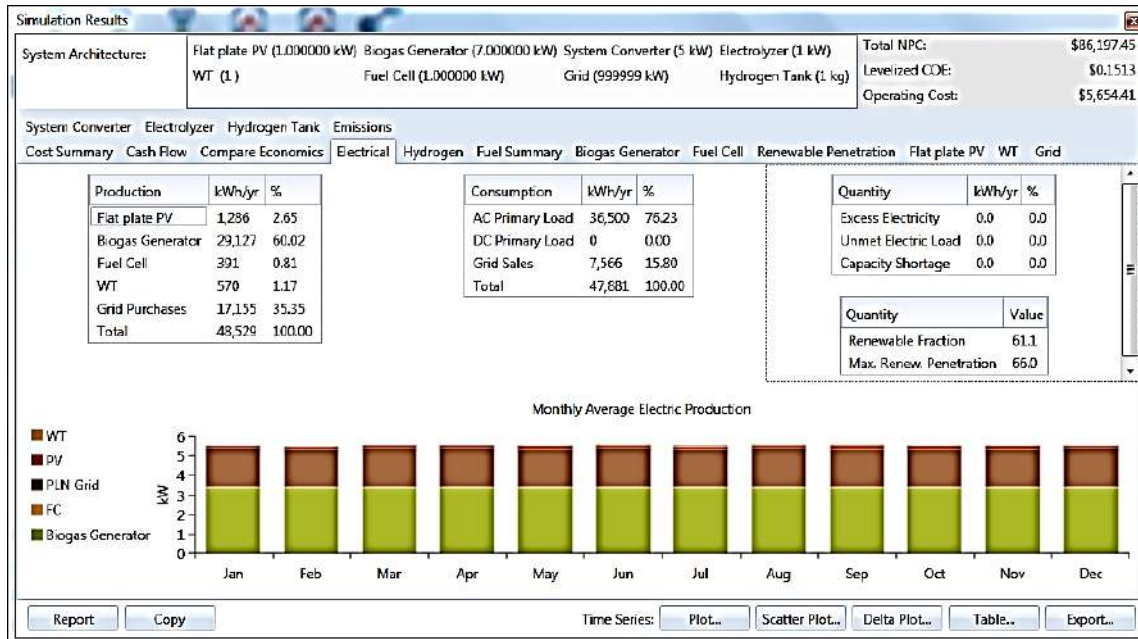 Simulation Results
System Architecture:
Flat plate PV (1.000000 kW) Biogas Generator (7.000000 kW) System Converter (5 kW) Electrolyzer (1 kW)
WT (1 ) Fuel Cell (1.000000 kW) Grid (999999 kW) Hydrogen Tank (1 kg)
Total NPC: $86,197.45
Levelized COE: $0.1513
Operating Cost: $5,654.41
System Converter Electrolyzer Hydrogen Tank Emissions
Cost Summary Cash Flow Compare Economics Electrical Hydrogen Fuel Summary Biogas Generator Fuel Cell Renewable Penetration Flat plate PV WT Grid
Production kWh/yr %
Flat plate PV 1,286 2.65
Biogas Generator 29,127 60.02
Fuel Cell 391 0.81
WT 570 1.17
Grid Purchases 17,155 35.35
Total 48,529 100.00
Consumption kWh/yr %
AC Primary Load 36,500 76.23
DC Primary Load 0 0.00
Grid Sales 7,566 15.80
Total 47,881 100.00
Quantity kWh/yr %
Excess Electricity 0.0 0.0
Unmet Electric Load 0.0 0.0
Capacity Shortage 0.0 0.0
Quantity Value
Renewable Fraction 61.1
Max. Renew. Penetration 66.0
Monthly Average Electric Production
WT
PV
PLN Grid
FC
Biogas Generator
kW
6
5
4
3
2
1
0
Jan Feb Mar Apr May Jun Jul Aug Sep Oct Nov Dec
Report Copy Time Series: Plot... Scatter Plot... Delta Plot... Table.. Export...